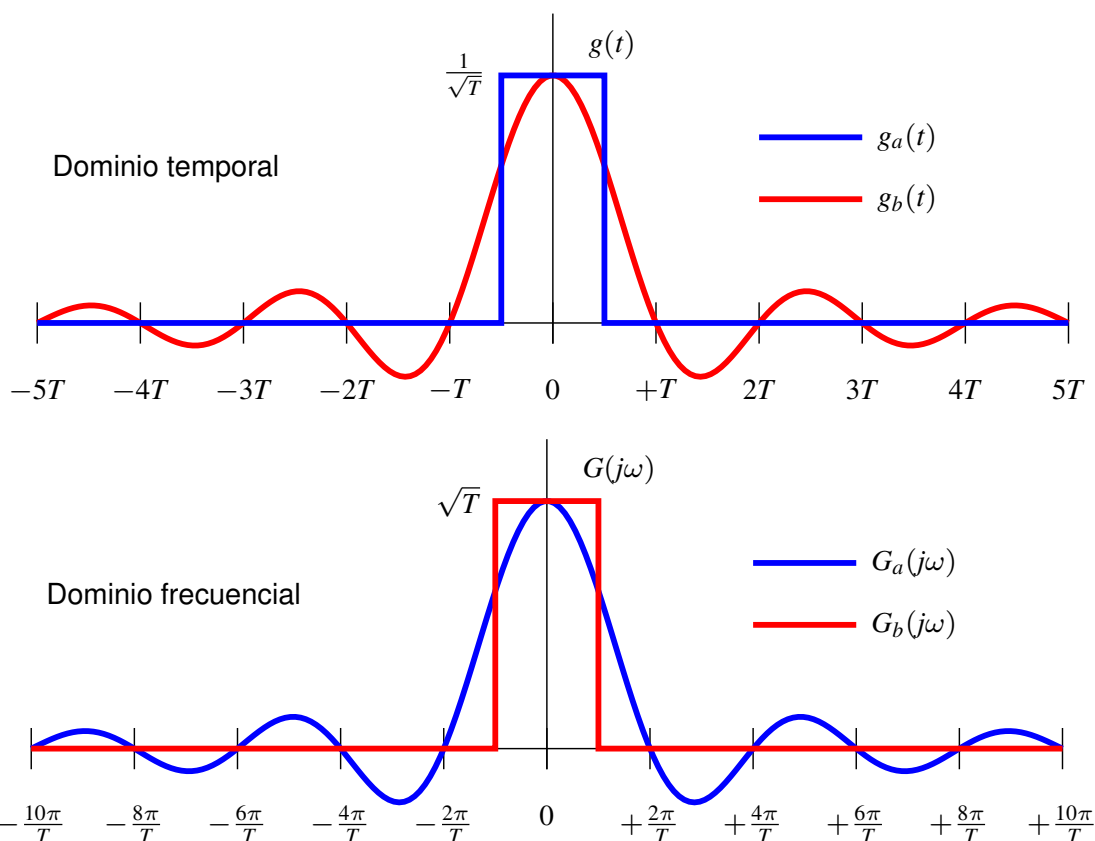 g(t)
1/√T
g_a(t)
Dominio temporal
g_b(t)
−5T −4T −3T −2T −T 0 +T 2T 3T 4T 5T
G(jω)
√T
G_a(jω)
Dominio frecuencial
G_b(jω)
−10π/T −8π/T −6π/T −4π/T −2π/T 0 +2π/T +4π/T +6π/T +8π/T +10π/T